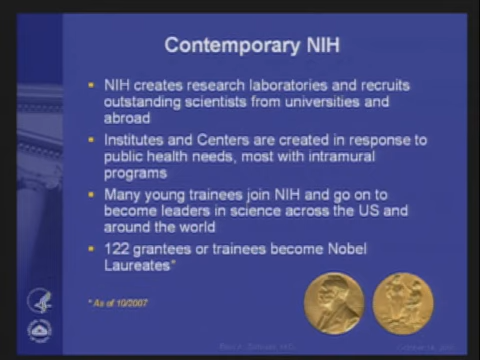 Contemporary NIH
NIH creates research laboratories and recruits
outstanding scientists from universities and
abroad
Institutes and Centers are created in response to
public health needs, most with intramural
programs
Many young trainees join NIH and go on to
become leaders in science across the US and
around the world
122 grantees or trainees become Nobel
Laureates*
* As of 10/2007